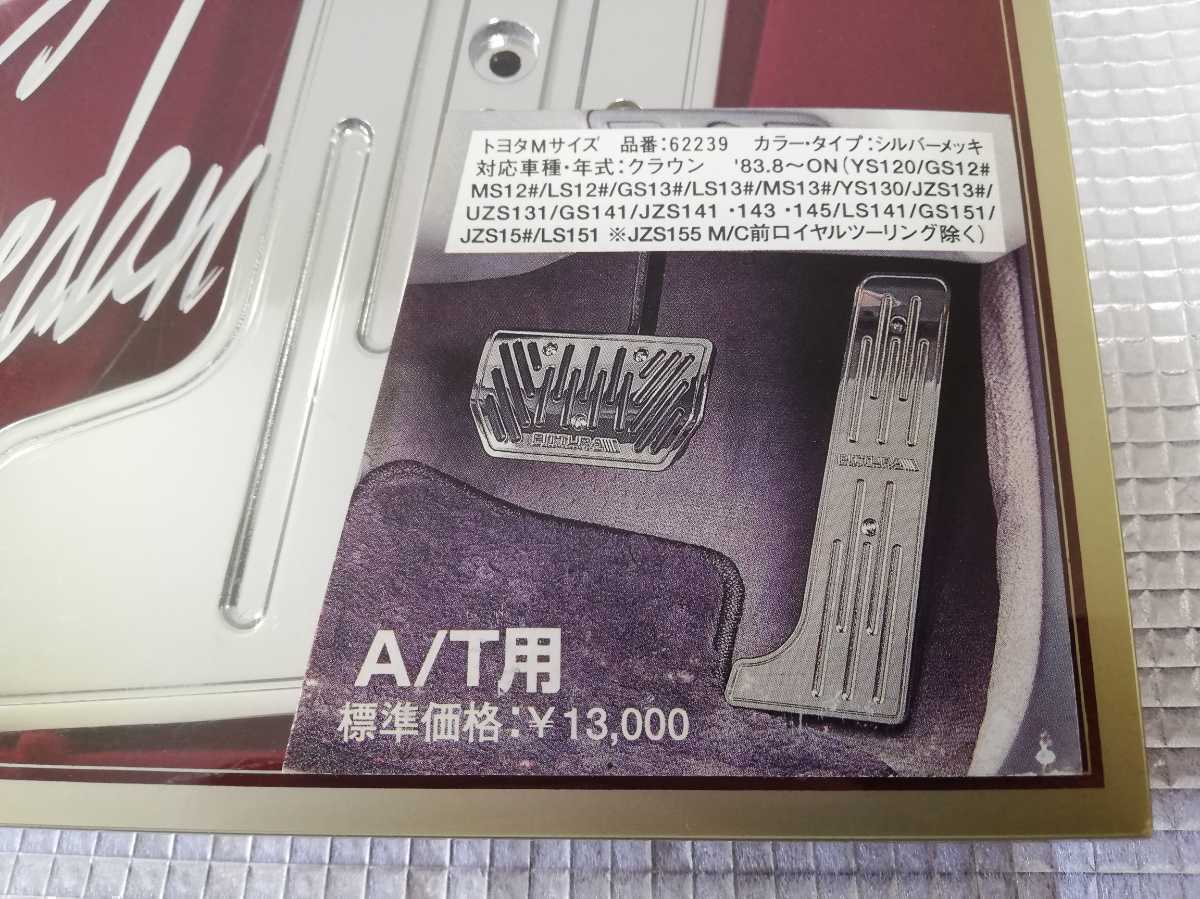 edan
トヨタMサイズ 品番:62239 カラー・タイプ:シルバーメッキ
対応車種・年式:クラウン '83.8～ON(YS120/GS12#
MS12#/LS12#/GS13#/LS13#/MS13#/YS130/JZS13#/
UZS131/GS141/JZS141・143・145/LS141/GS151/
JZS15#/LS151 ※JZS155 M/C前ロイヤルツーリング除く)
A/T用
標準価格:¥13,000